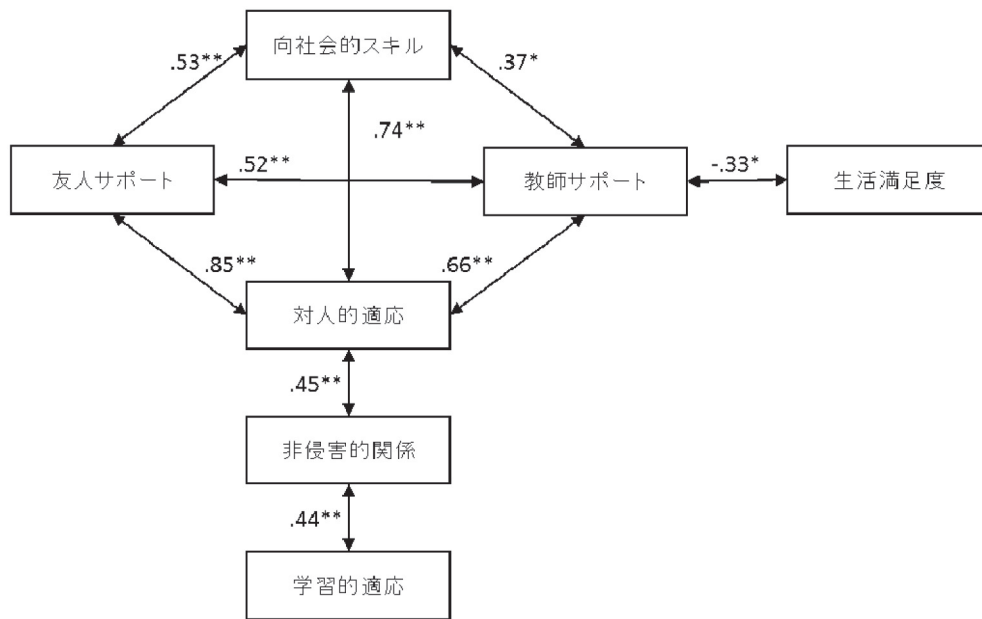 向社会的スキル
.53**
.37*
.74**
友人サポート
.52**
教師サポート
-.33*
生活満足度
.85**
.66**
対人的適応
.45**
非侵害的関係
.44**
学習的適応